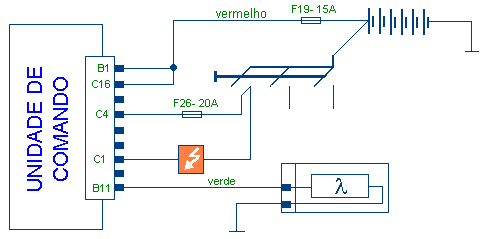 vermelho
F19- 15A
B1
C16
UNIDADE DE
COMANDO
F26- 20A
C4
C1
B11
verde
λ